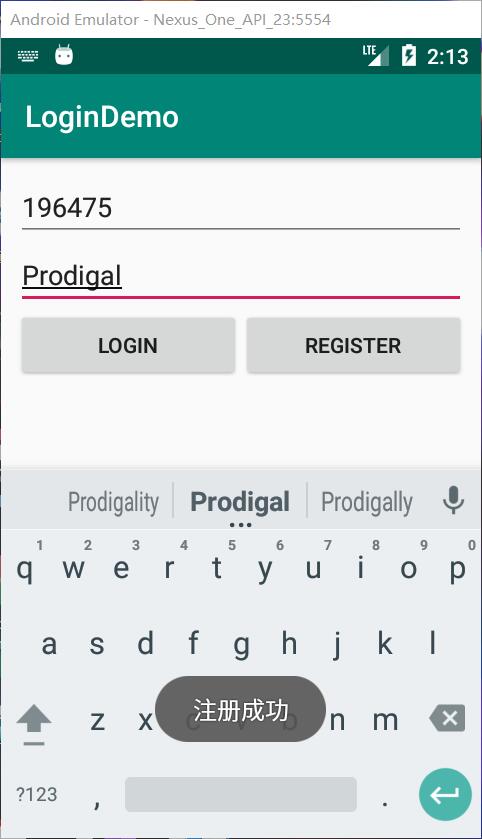 Android Emulator - Nexus_One_API_23:5554
LTE 2:13
LoginDemo
196475
Prodigal
LOGIN REGISTER
Prodigality Prodigal Prodigally
1 2 3 4 5 6 7 8 9 0
q w e r t y u i o p
a s d f g h j k l
z x c v b n m
注册成功
?123 , .